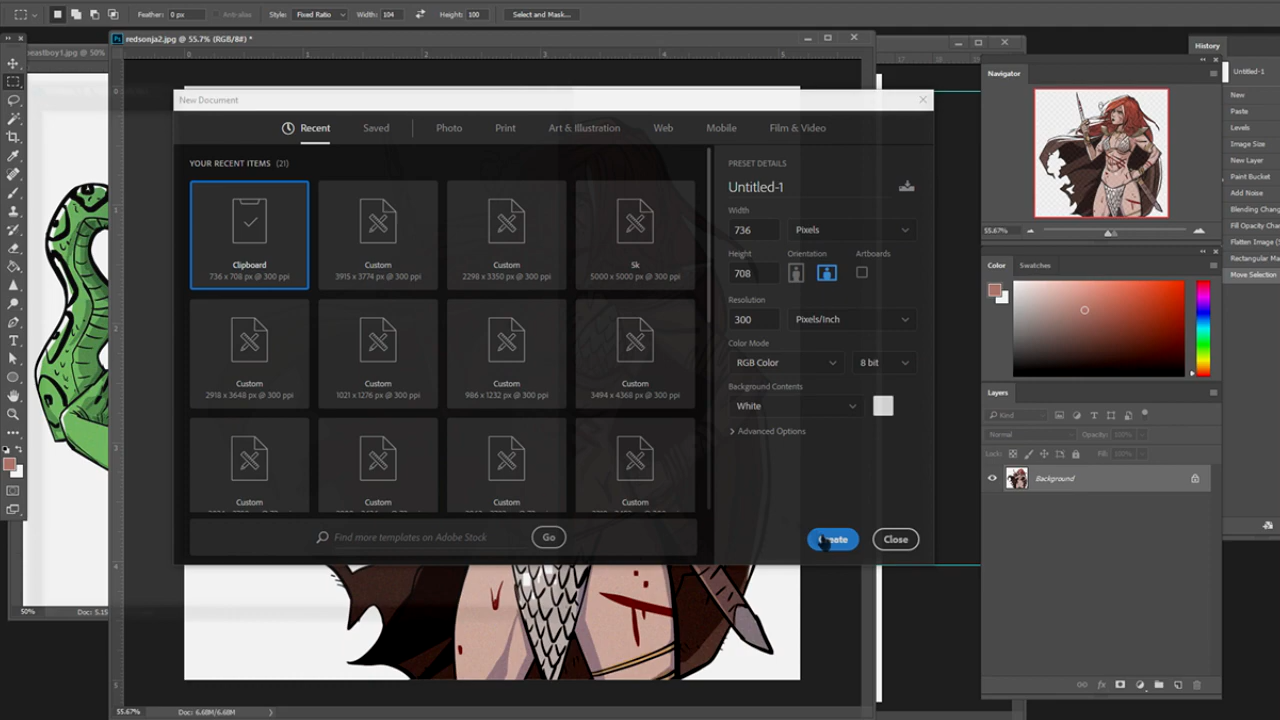 Feather: 0 px Anti-alias Style: Fixed Ratio Width: 104 Height: 100 Select and Mask...
redsonja2.jpg @ 55.7% (RGB/8#) *
eastboy1.jpg @ 50%
History
Navigator
Untitled-1
New
Paste
Levels
Image Size
New Layer
Paint Bucket
Add Noise
Blending Chan
Fill Opacity Chan
Flatten Image
Rectangular Mar
Move Selection
55.67%
New Document
Recent Saved Photo Print Art & Illustration Web Mobile Film & Video
YOUR RECENT ITEMS (21)
Clipboard
736 x 708 px @ 300 ppi
Custom
3915 x 3774 px @ 300 ppi
Custom
2298 x 3350 px @ 300 ppi
5k
5000 x 5000 px @ 300 ppi
Custom
2918 x 3648 px @ 300 ppi
Custom
1021 x 1276 px @ 300 ppi
Custom
986 x 1232 px @ 300 ppi
Custom
3494 x 4368 px @ 300 ppi
Custom
Custom
Custom
Custom
Find more templates on Adobe Stock Go
PRESET DETAILS
Untitled-1
Width
736 Pixels
Height Orientation Artboards
708
Resolution
300 Pixels/Inch
Color Mode
RGB Color 8 bit
Background Contents
White
Advanced Options
Create Close
Color Swatches
Layers
Kind
Normal Opacity: 100%
Lock: Fill: 100%
Background
50% Doc: 5.15
55.67% Doc: 6.68M/6.68M